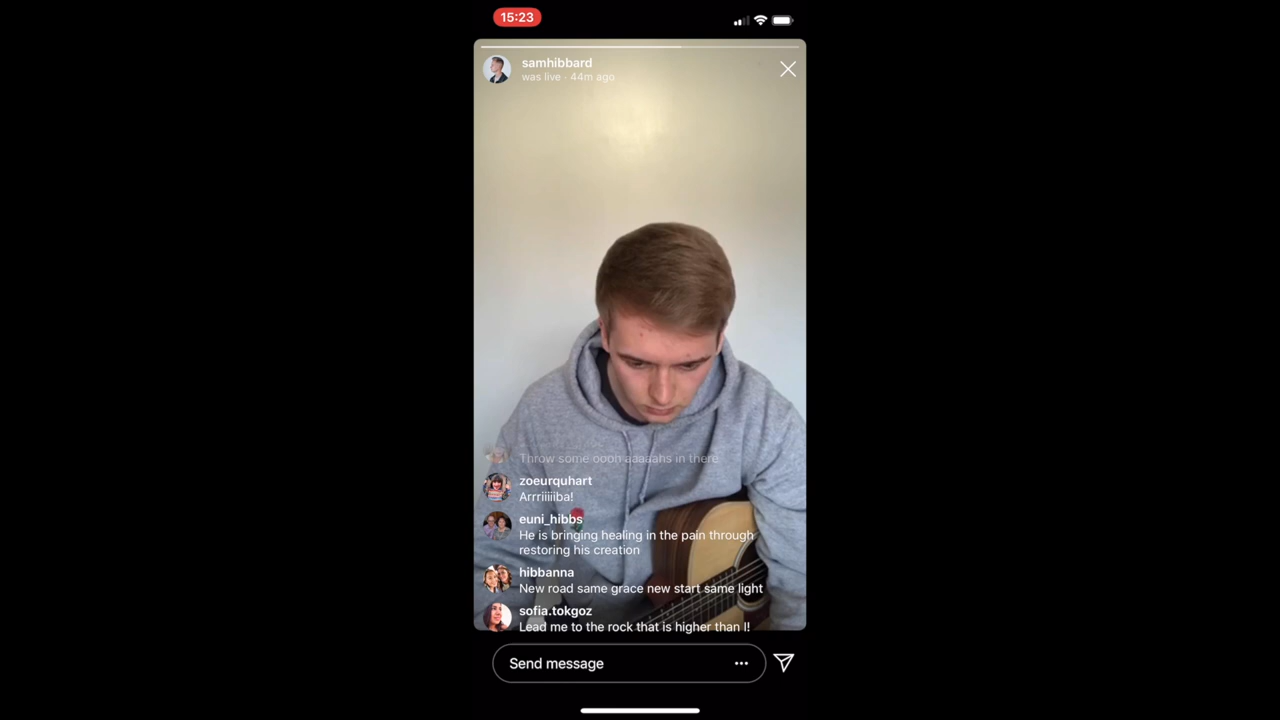 15:23
samhibbard
was live · 44m ago
Throw some oooh aaaaahs in there
zoeurquhart
Arrriiiiiba!
euni_hibbs
He is bringing healing in the pain through
restoring his creation
hibbanna
New road same grace new start same light
sofia.tokgoz
Lead me to the rock that is higher than I!
Send message